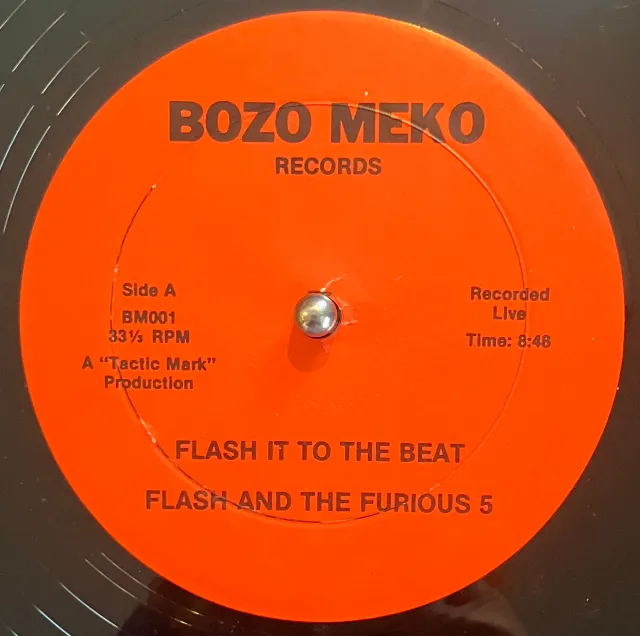 BOZO MEKO
RECORDS
Side A
BM001
33⅓ RPM
A "Tactic Mark"
Production
Recorded
Live
Time: 8:46
FLASH IT TO THE BEAT
FLASH AND THE FURIOUS 5